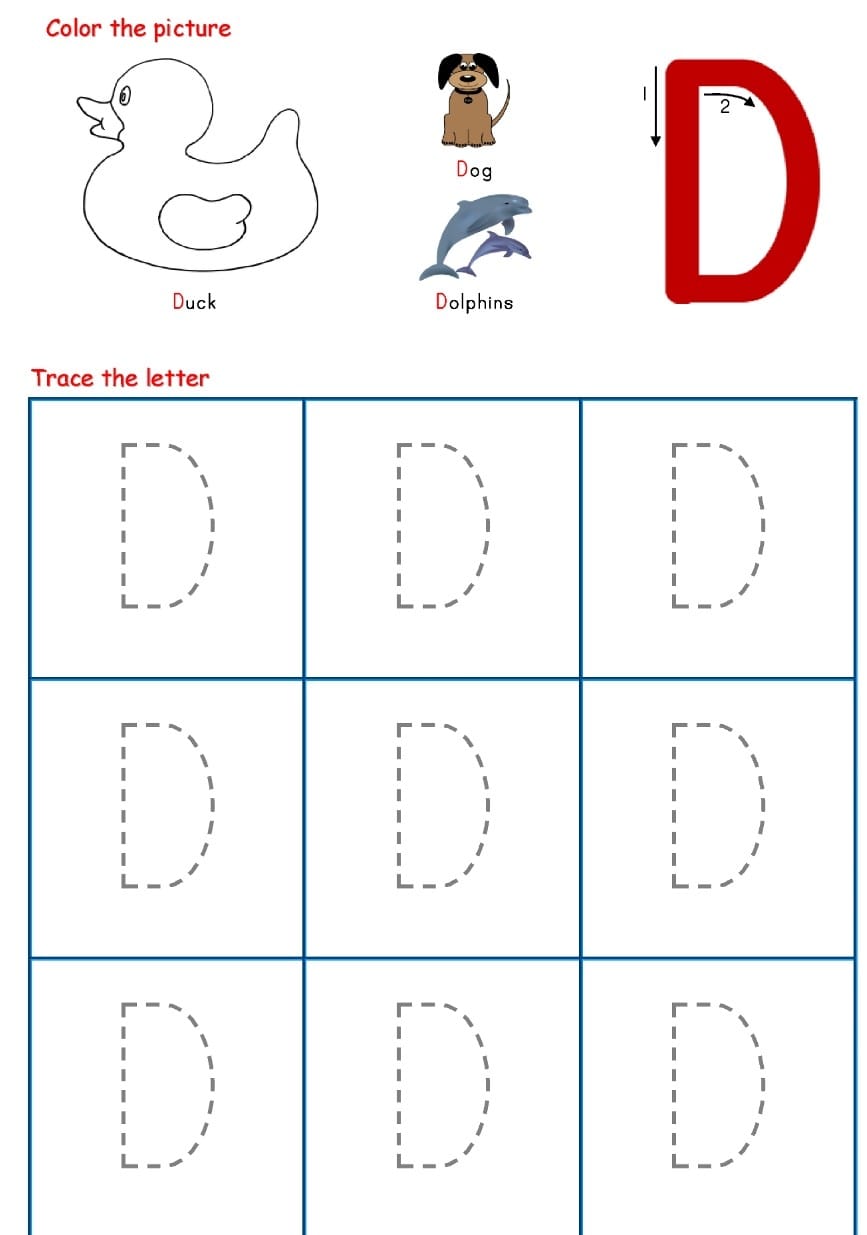 Color the picture
Duck
Dog
Dolphins
D
1
2
Trace the letter
D D D
D D D
D D D